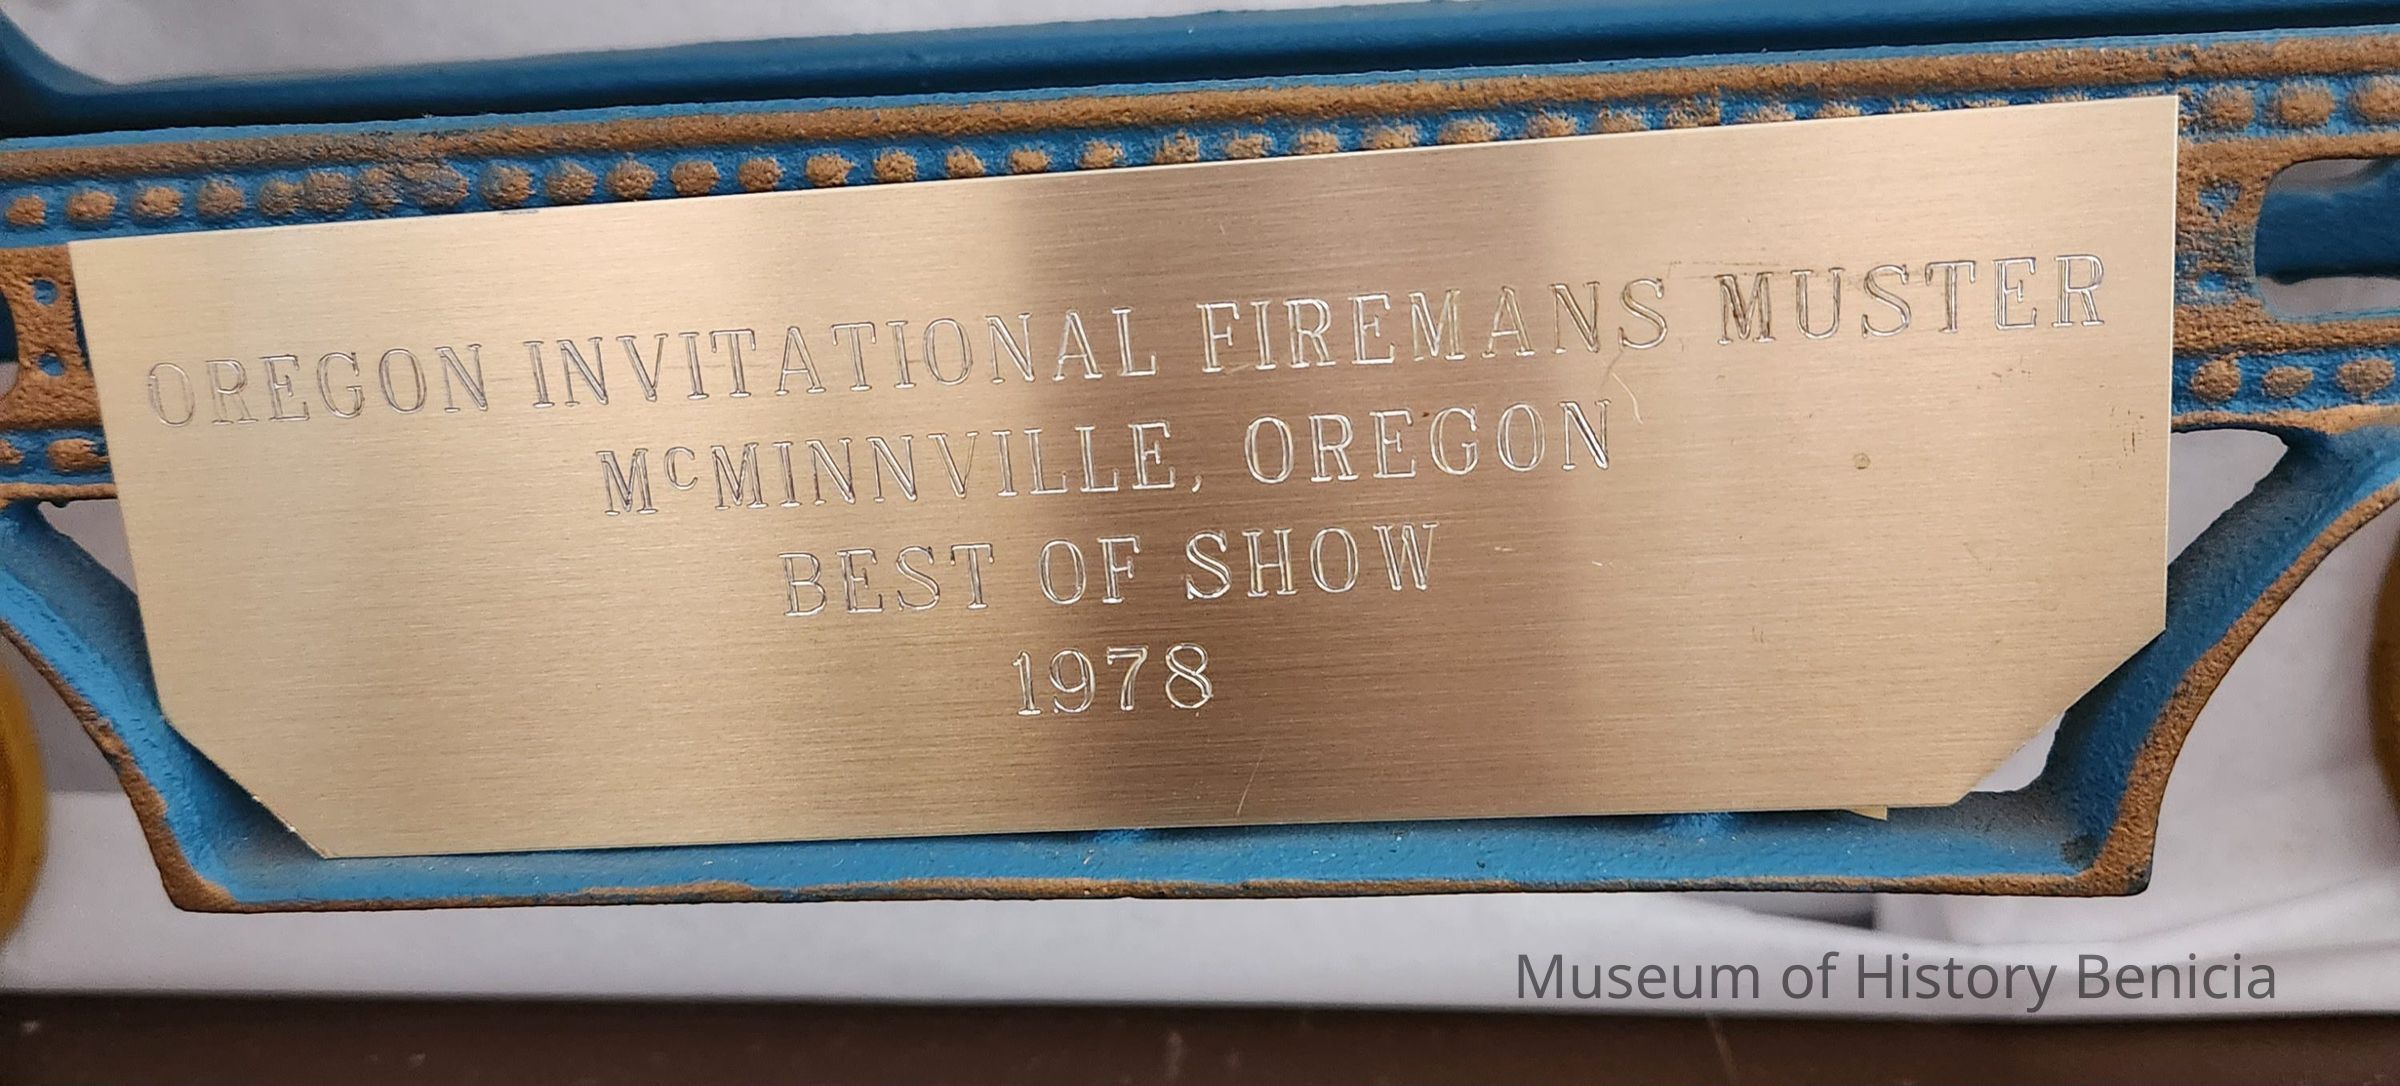 OREGON INVITATIONAL FIREMANS MUSTER
McMINNVILLE, OREGON
BEST OF SHOW
1978
Museum of History Benicia